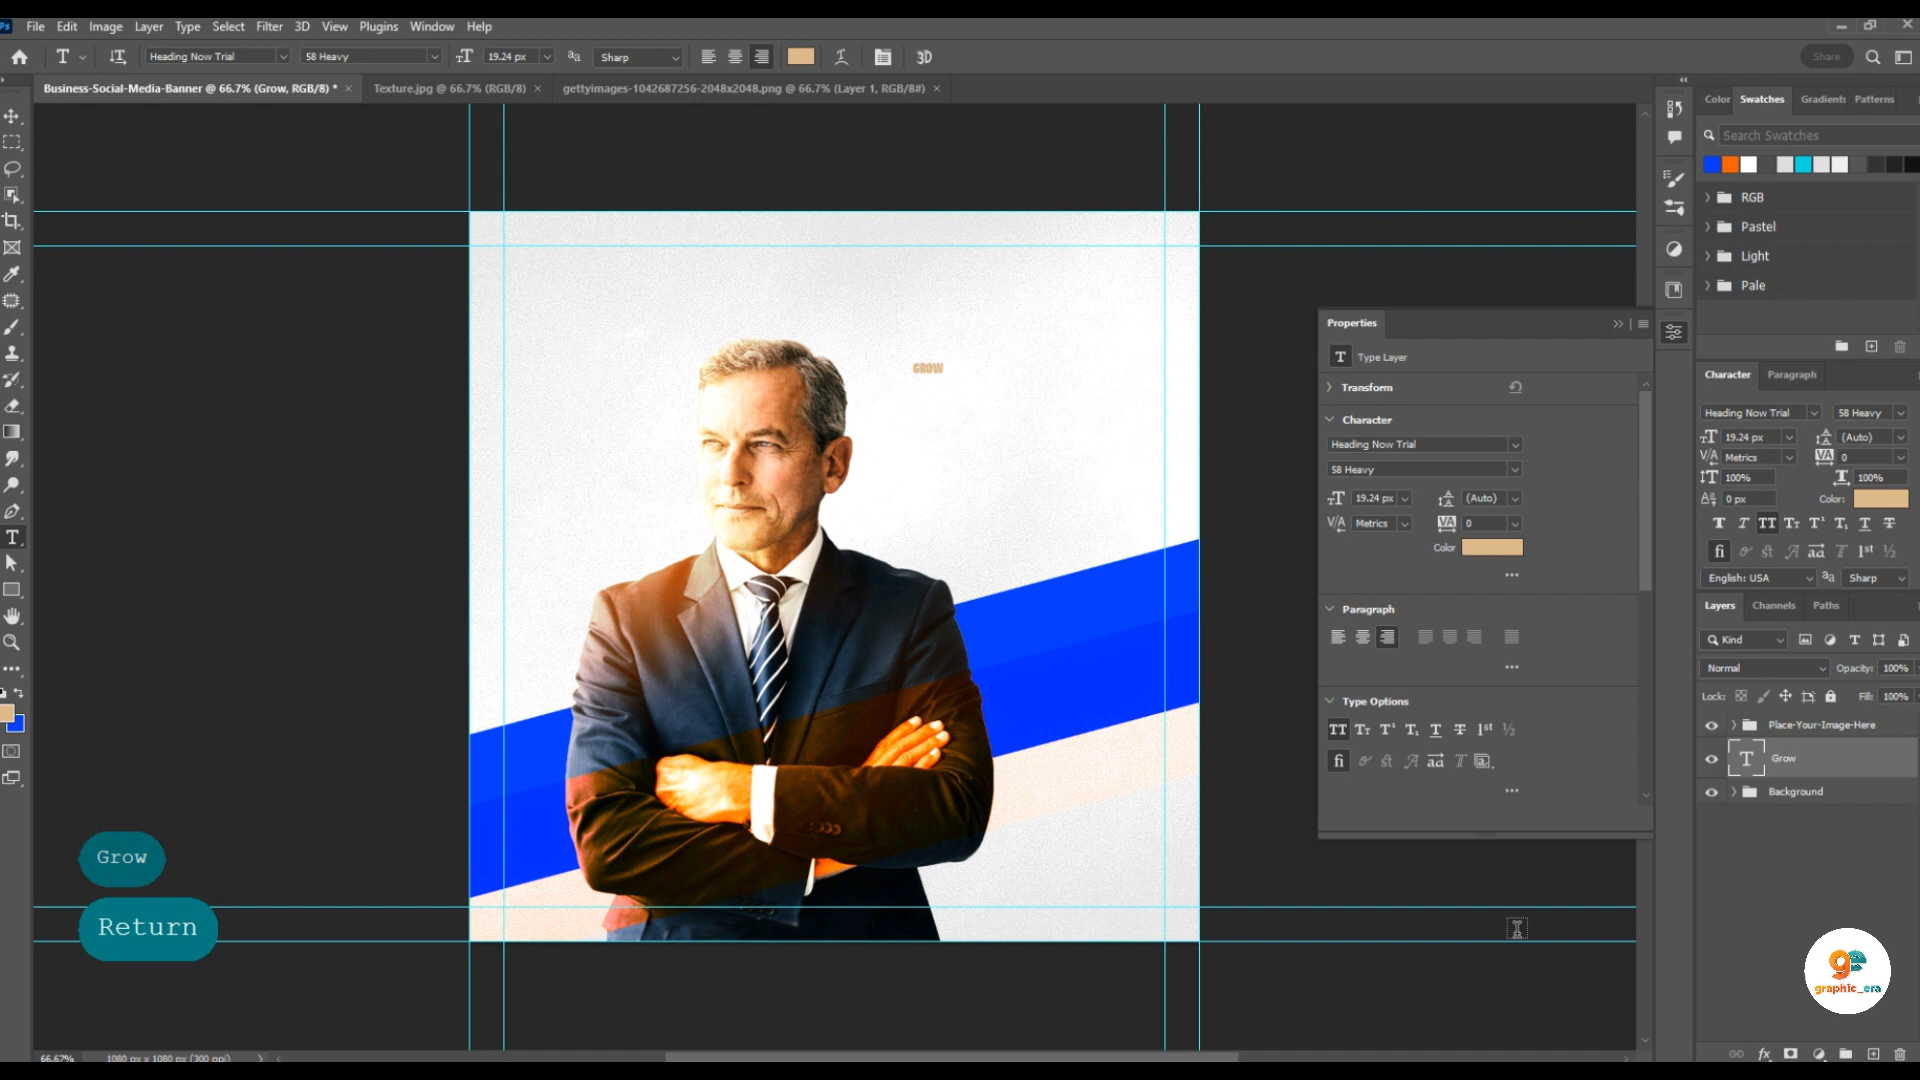 Ps File Edit Image Layer Type Select Filter 3D View Plugins Window Help
T Heading Now Trial 58 Heavy 19.24 px aa Sharp 3D Share
Business-Social-Media-Banner @ 66.7% (Grow, RGB/8) * × Texture.jpg @ 66.7% (RGB/8) × gettyimages-1042687256-2048x2048.png @ 66.7% (Layer 1, RGB/8#) ×
Color Swatches Gradients Patterns
Search Swatches
RGB
Pastel
Light
Pale
GROW
Properties
T Type Layer
Transform
Character
Heading Now Trial
58 Heavy
19.24 px (Auto)
Metrics 0
Color
Paragraph
Type Options
Character Paragraph
Heading Now Trial 58 Heavy
19.24 px (Auto)
Metrics 0
100% 100%
0 px Color:
English: USA aa Sharp
Layers Channels Paths
Kind
Normal Opacity: 100%
Lock: Fill: 100%
Place-Your-Image-Here
T Grow
Background
Grow
Return
ge
graphic_era
66.67% 1080 px x 1080 px (300 ppi)